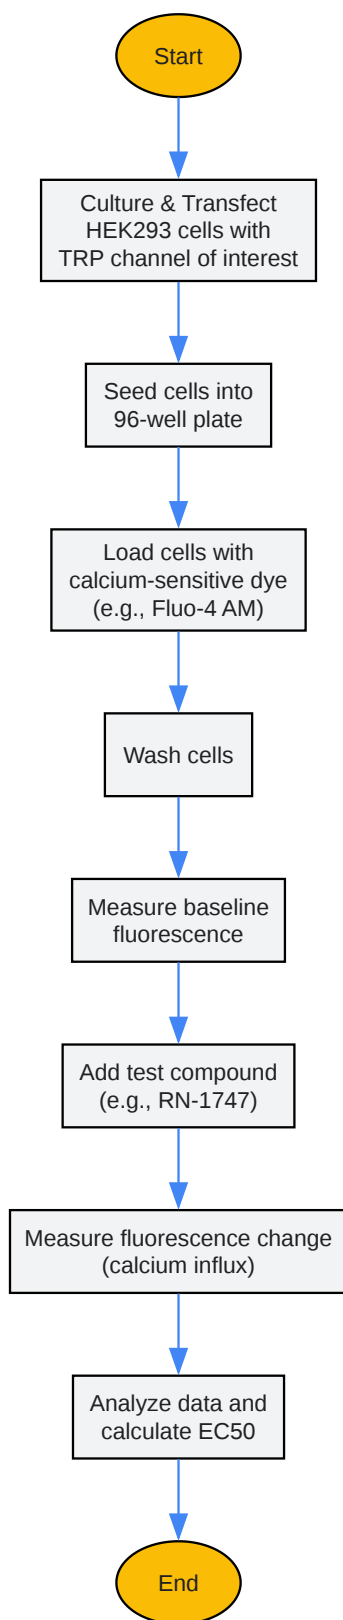 Start
Culture & Transfect
HEK293 cells with
TRP channel of interest
Seed cells into
96-well plate
Load cells with
calcium-sensitive dye
(e.g., Fluo-4 AM)
Wash cells
Measure baseline
fluorescence
Add test compound
(e.g., RN-1747)
Measure fluorescence change
(calcium influx)
Analyze data and
calculate EC50
End